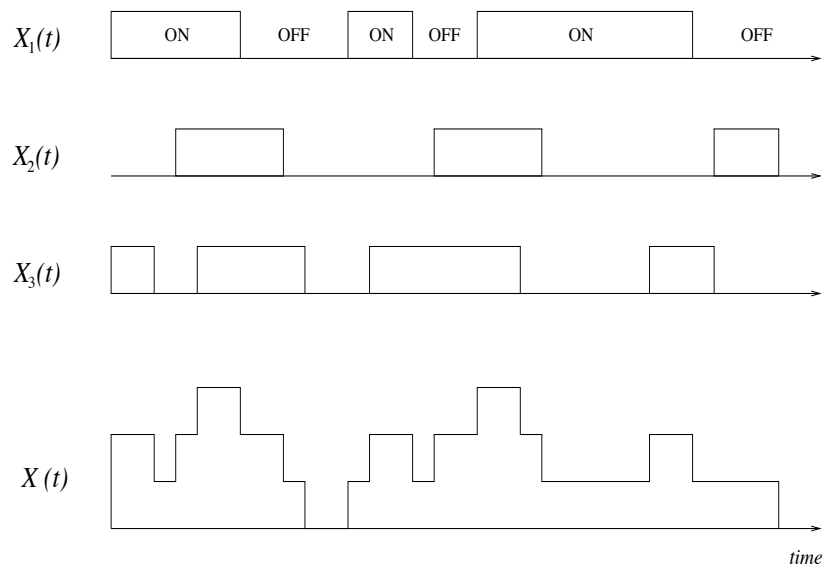 X₁(t) ON OFF ON OFF ON OFF
X₂(t)
X₃(t)
X (t)
time